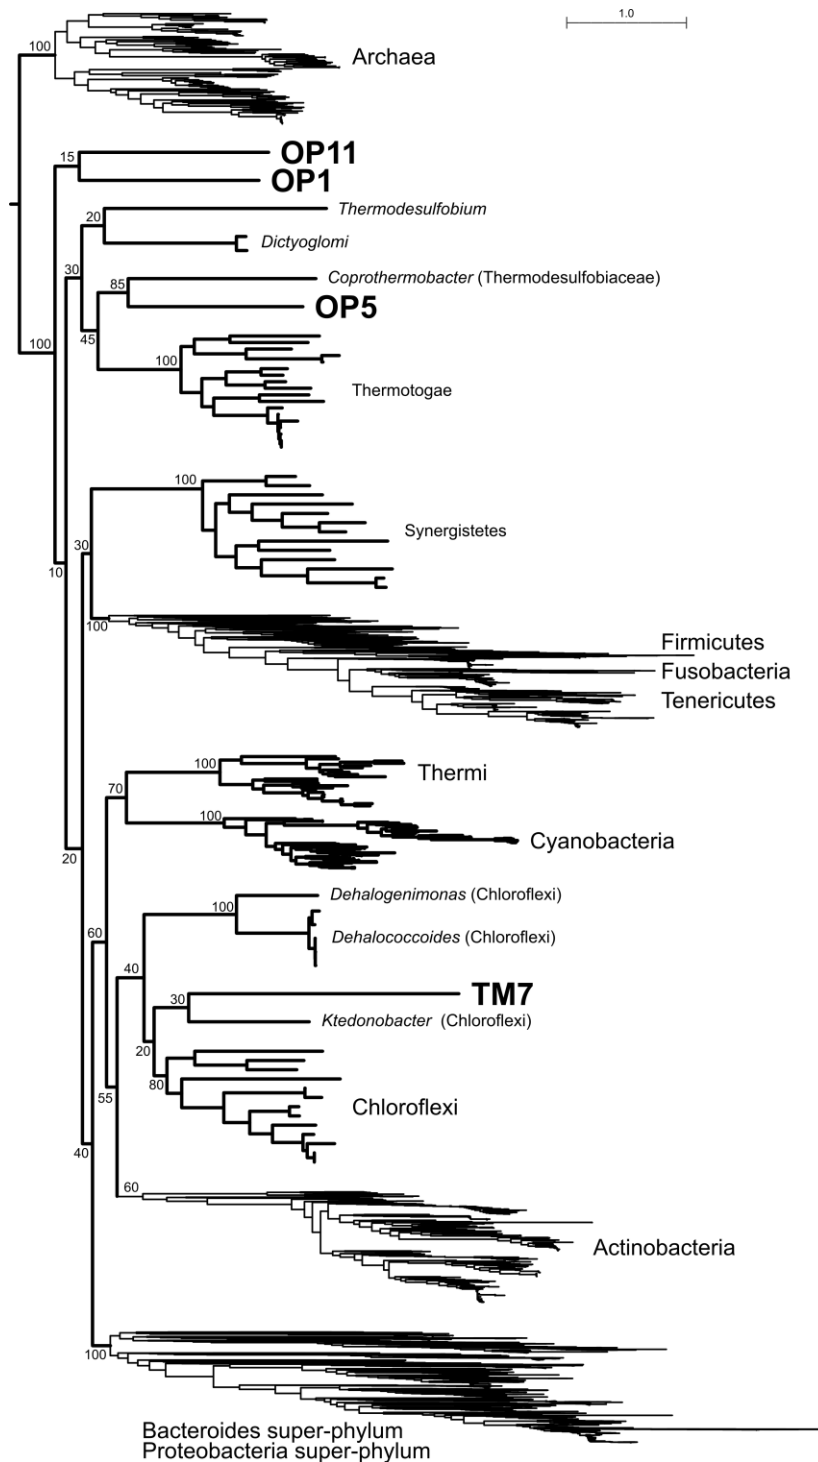 1.0
100
Archaea
15
OP11
OP1
20
Thermodesulfobium
Dictyoglomi
30
85
Coprothermobacter (Thermodesulfobiaceae)
OP5
45
100
100
Thermotogae
100
Synergistetes
30
10
100
Firmicutes
Fusobacteria
Tenericutes
100
Thermi
70
100
Cyanobacteria
20
Dehalogenimonas (Chloroflexi)
100
Dehalococcoides (Chloroflexi)
60
40
TM7
30
Ktedonobacter (Chloroflexi)
20
80
55
Chloroflexi
40
60
Actinobacteria
100
Bacteroides super-phylum
Proteobacteria super-phylum